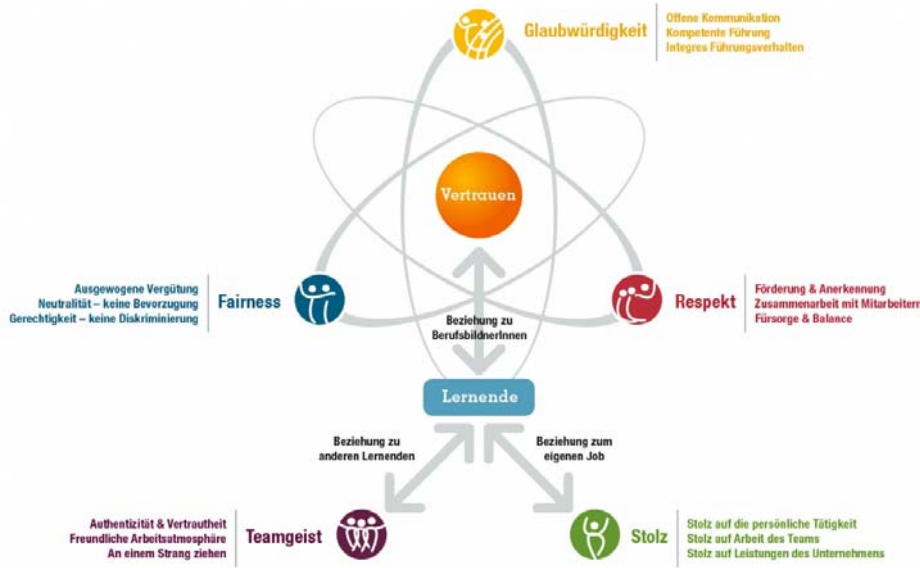 Glaubwürdigkeit
Offene Kommunikation
Kompetente Führung
Integres Führungsverhalten
Vertrauen
Ausgewogene Vergütung
Neutralität – keine Bevorzugung
Gerechtigkeit – keine Diskriminierung
Fairness
Respekt
Förderung & Anerkennung
Zusammenarbeit mit Mitarbeitern
Fürsorge & Balance
Beziehung zu
BerufsbildnerInnen
Lernende
Beziehung zu
anderen Lernenden
Beziehung zum
eigenen Job
Authentizität & Vertrautheit
Freundliche Arbeitsatmosphäre
An einem Strang ziehen
Teamgeist
Stolz
Stolz auf die persönliche Tätigkeit
Stolz auf Arbeit des Teams
Stolz auf Leistungen des Unternehmens